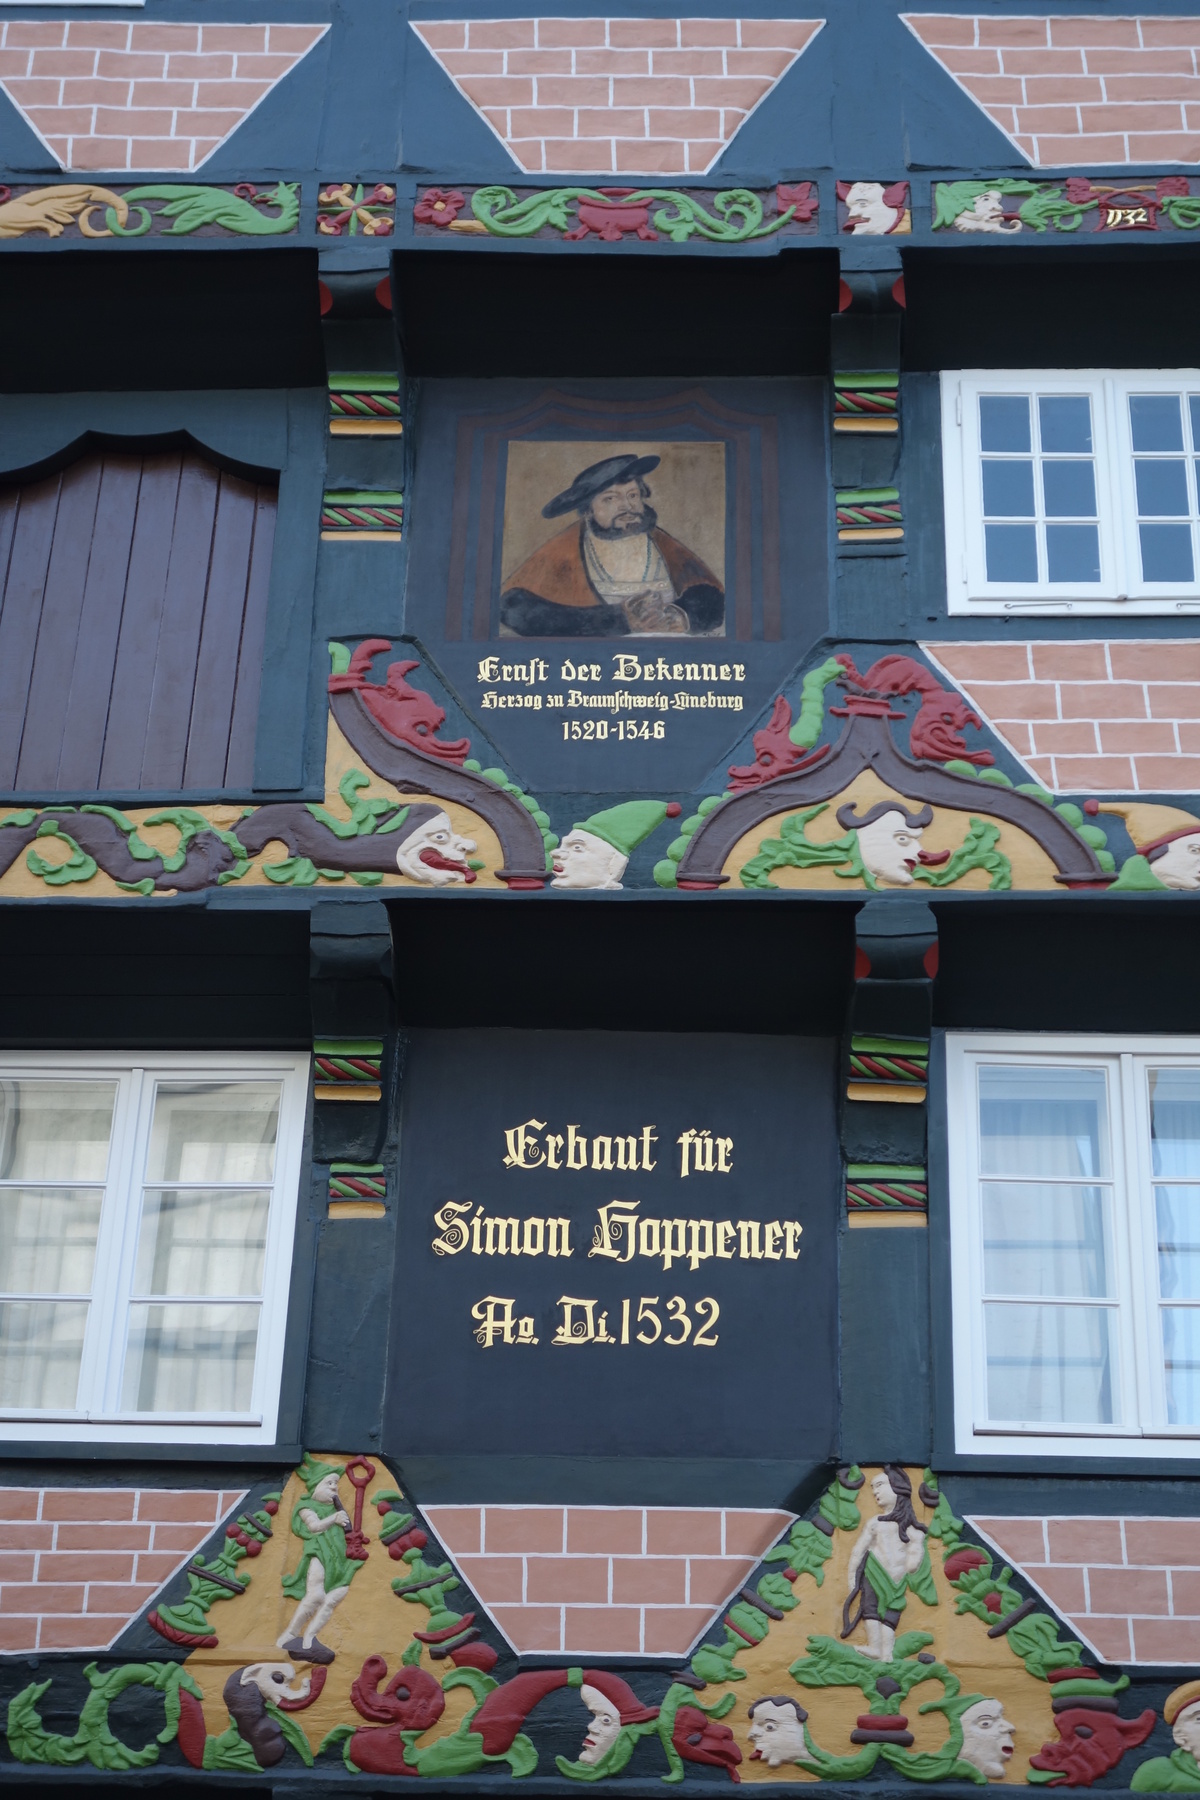 1532
Ernst der Bekenner
Herzog zu Braunschweig-Lüneburg
1520-1546
Erbaut für
Simon Hoppener
Ao. Di. 1532